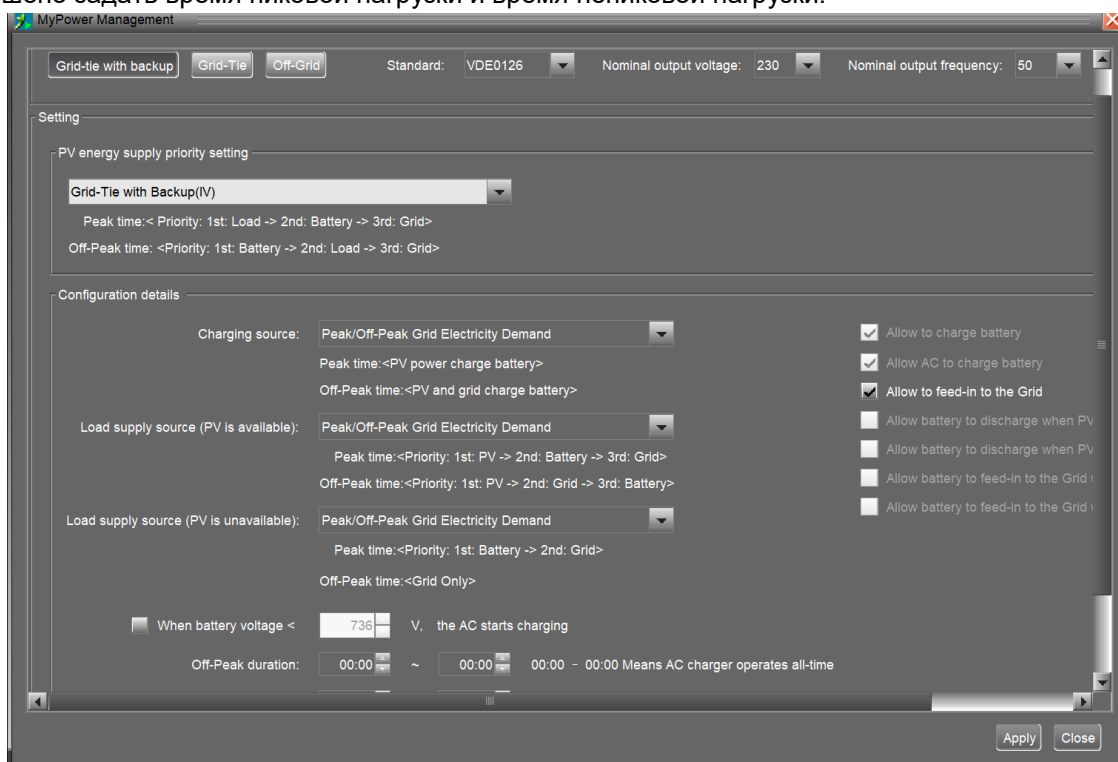 шено задать время пиковой нагрузки и время непиковой нагрузки.
MyPower Management
Grid-tie with backup Grid-Tie Off-Grid Standard: VDE0126 Nominal output voltage: 230 Nominal output frequency: 50
Setting
PV energy supply priority setting
Grid-Tie with Backup(IV)
Peak time:< Priority: 1st: Load -> 2nd: Battery -> 3rd: Grid>
Off-Peak time: <Priority: 1st: Battery -> 2nd: Load -> 3rd: Grid>
Configuration details
Charging source: Peak/Off-Peak Grid Electricity Demand Allow to charge battery
Peak time:<PV power charge battery> Allow AC to charge battery
Off-Peak time:<PV and grid charge battery> Allow to feed-in to the Grid
Load supply source (PV is available): Peak/Off-Peak Grid Electricity Demand Allow battery to discharge when PV
Peak time:<Priority: 1st: PV -> 2nd: Battery -> 3rd: Grid> Allow battery to discharge when PV
Off-Peak time:<Priority: 1st: PV -> 2nd: Grid -> 3rd: Battery> Allow battery to feed-in to the Grid
Load supply source (PV is unavailable): Peak/Off-Peak Grid Electricity Demand Allow battery to feed-in to the Grid
Peak time:<Priority: 1st: Battery -> 2nd: Grid>
Off-Peak time:<Grid Only>
When battery voltage < 736 V, the AC starts charging
Off-Peak duration: 00:00 ~ 00:00 00:00 - 00:00 Means AC charger operates all-time
Apply Close